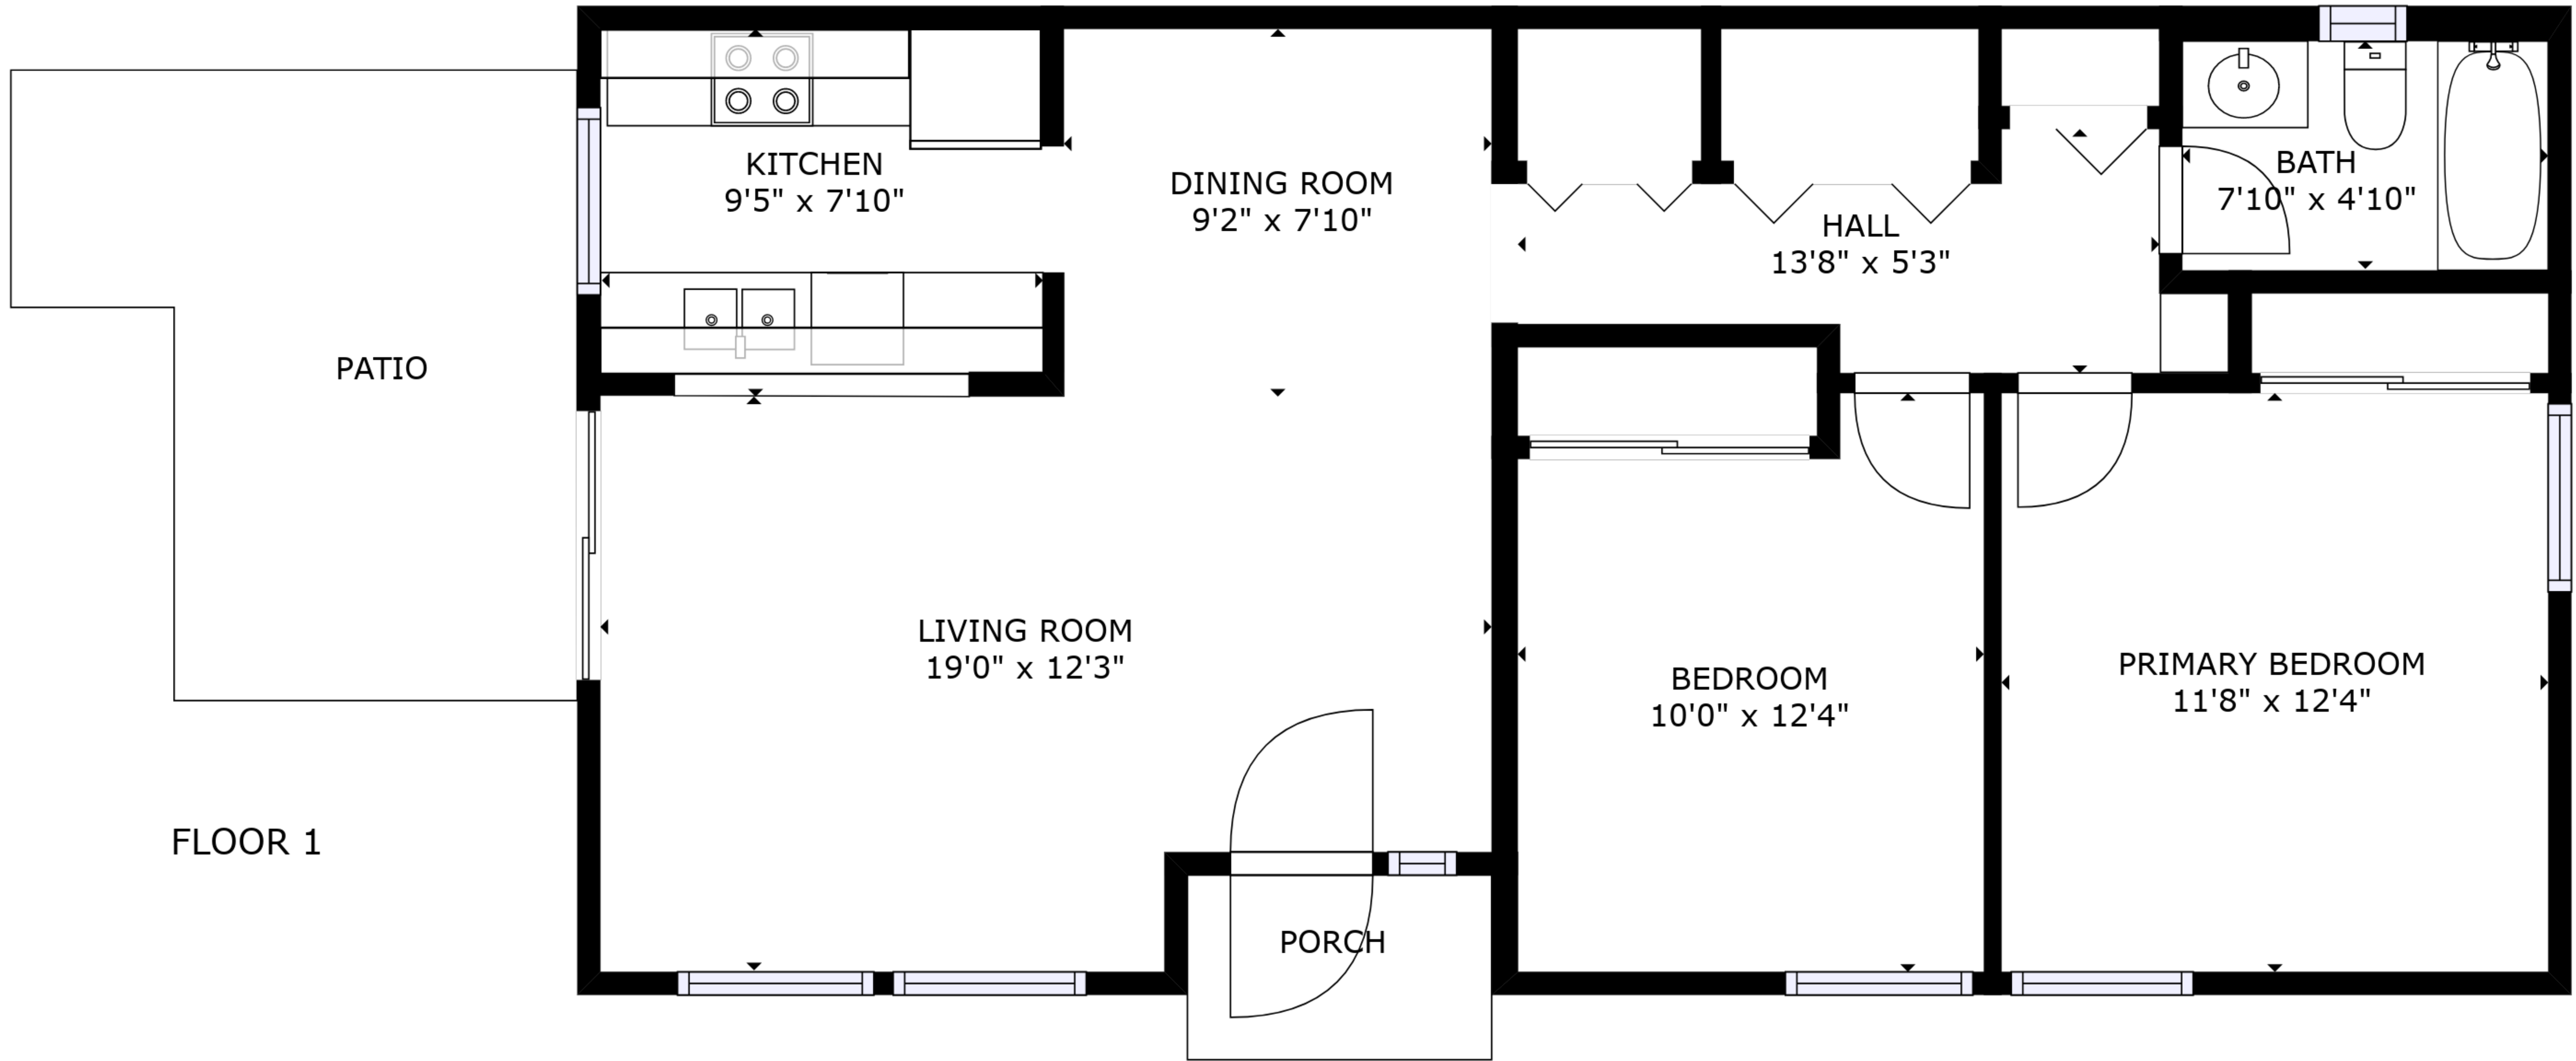 KITCHEN
9'5" x 7'10"
DINING ROOM
9'2" x 7'10"
HALL
13'8" x 5'3"
BATH
7'10" x 4'10"
PATIO
LIVING ROOM
19'0" x 12'3"
BEDROOM
10'0" x 12'4"
PRIMARY BEDROOM
11'8" x 12'4"
FLOOR 1
PORCH